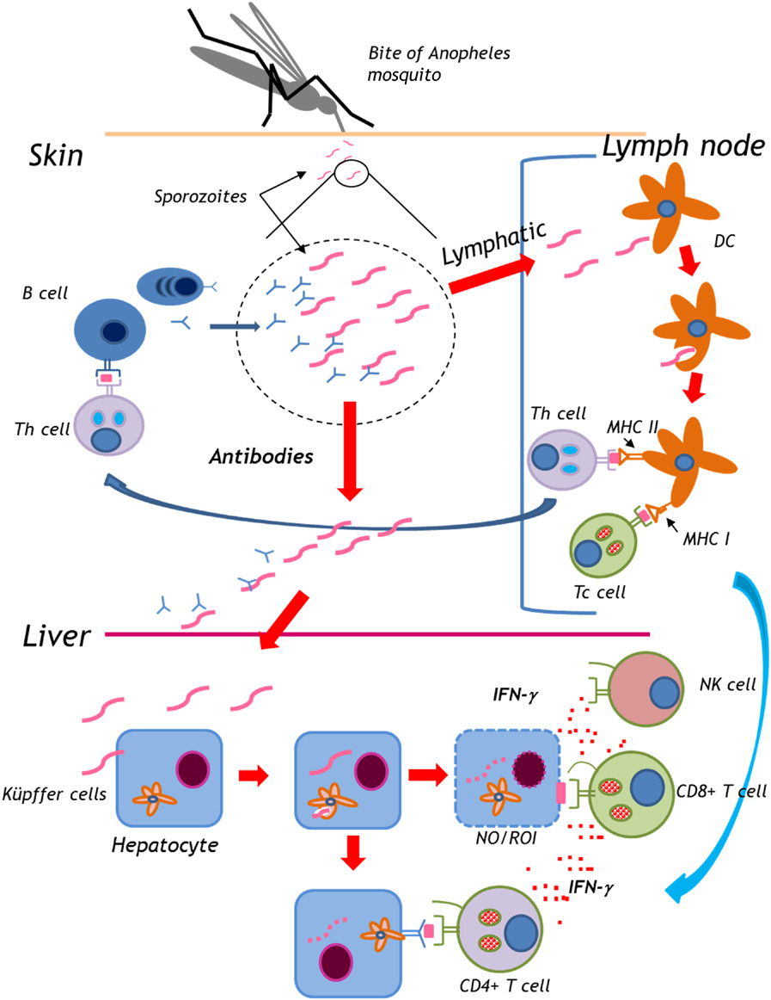 Bite of Anopheles
mosquito
Skin
Lymph node
Sporozoites
Lymphatic
DC
B cell
Th cell
Antibodies
Th cell
MHC II
MHC I
Tc cell
Liver
IFN-γ
NK cell
Küpffer cells
CD8+ T cell
Hepatocyte
NO/ROI
IFN-γ
CD4+ T cell